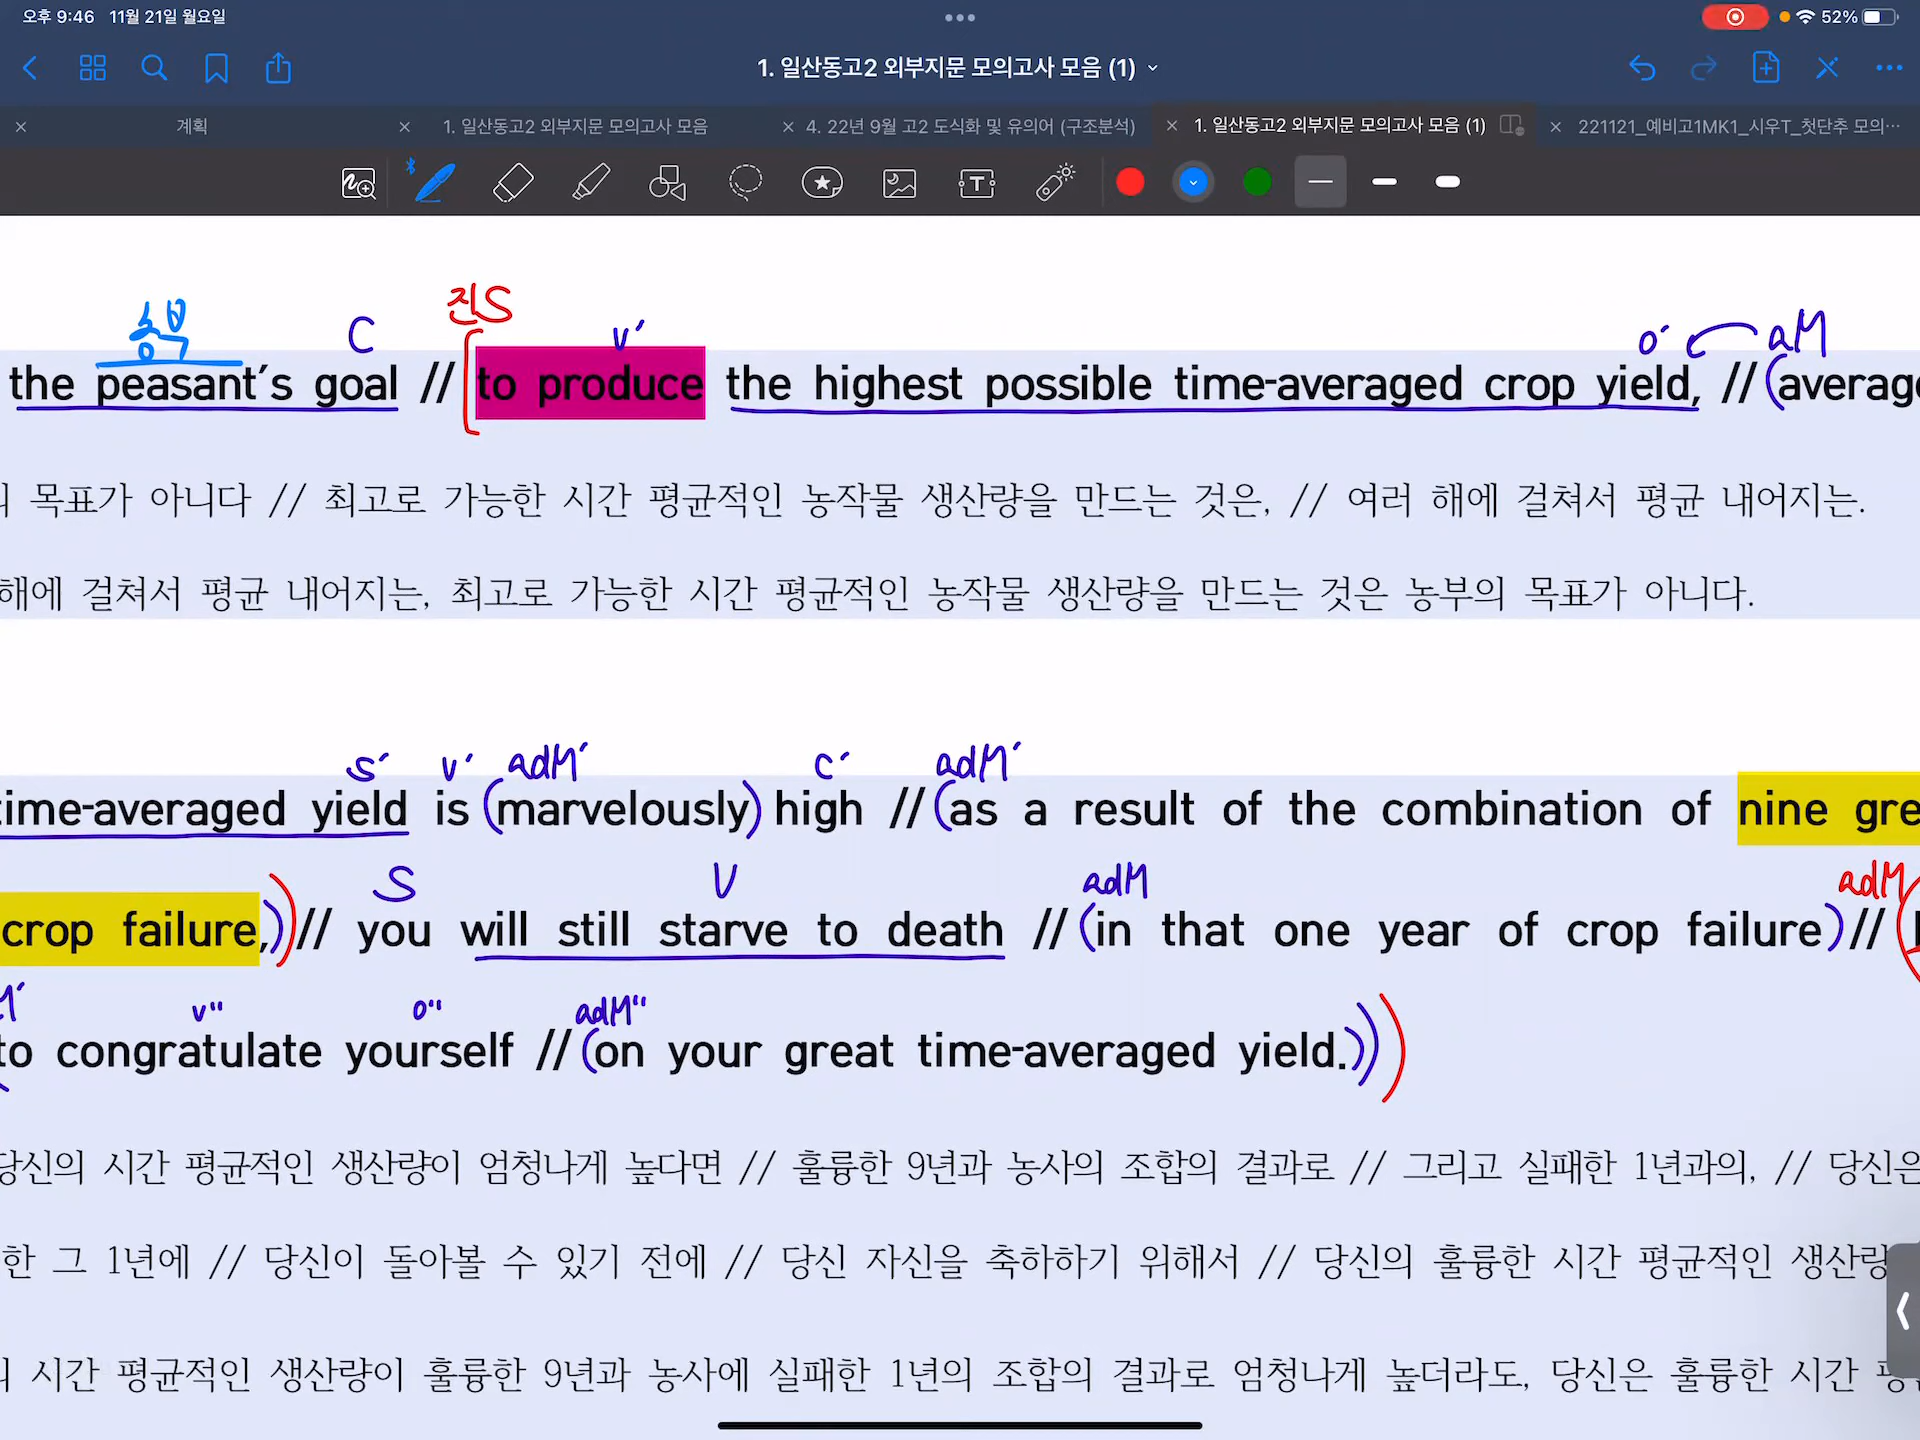 오후 9:46 11월 21일 월요일
52%
1. 일산동고2 외부지문 모의고사 모음 (1)
계획
1. 일산동고2 외부지문 모의고사 모음
4. 22년 9월 고2 도식화 및 유의어 (구조분석)
1. 일산동고2 외부지문 모의고사 모음 (1)
221121_예비고1MK1_시우T_첫단추 모의…
농부 C 진S v' o' aM
the peasant's goal // [to produce the highest possible time-averaged crop yield, // (averag
목표가 아니다 // 최고로 가능한 시간 평균적인 농작물 생산량을 만드는 것은, // 여러 해에 걸쳐서 평균 내어지는.
해에 걸쳐서 평균 내어지는, 최고로 가능한 시간 평균적인 농작물 생산량을 만드는 것은 농부의 목표가 아니다.
s' v' adM' c' adM'
time-averaged yield is (marvelously) high // (as a result of the combination of nine gre
S V adM adM
crop failure,)) // you will still starve to death // (in that one year of crop failure) // (
v'' o'' adM''
to congratulate yourself // (on your great time-averaged yield.)))
당신의 시간 평균적인 생산량이 엄청나게 높다면 // 훌륭한 9년과 농사의 조합의 결과로 // 그리고 실패한 1년과의, // 당신은
한 그 1년에 // 당신이 돌아볼 수 있기 전에 // 당신 자신을 축하하기 위해서 // 당신의 훌륭한 시간 평균적인 생산량
시간 평균적인 생산량이 훌륭한 9년과 농사에 실패한 1년의 조합의 결과로 엄청나게 높더라도, 당신은 훌륭한 시간